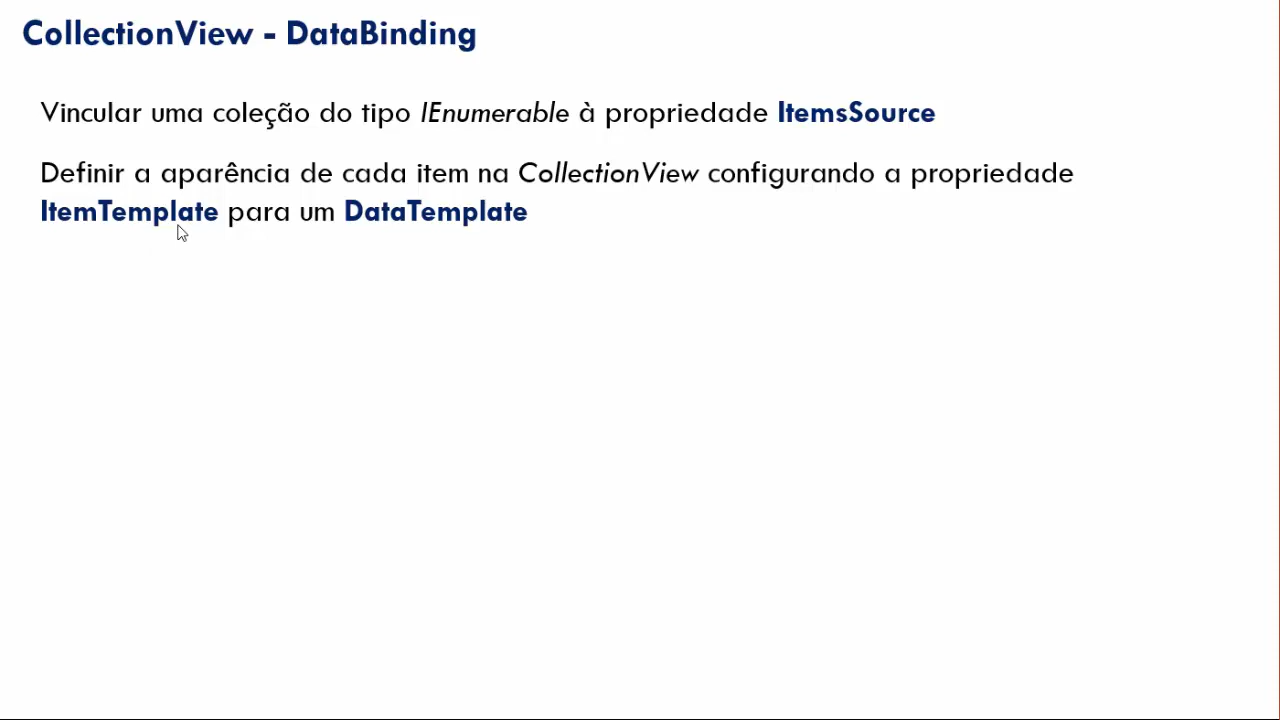 CollectionView - DataBinding
Vincular uma coleção do tipo IEnumerable à propriedade ItemsSource
Definir a aparência de cada item na CollectionView configurando a propriedade
ItemTemplate para um DataTemplate